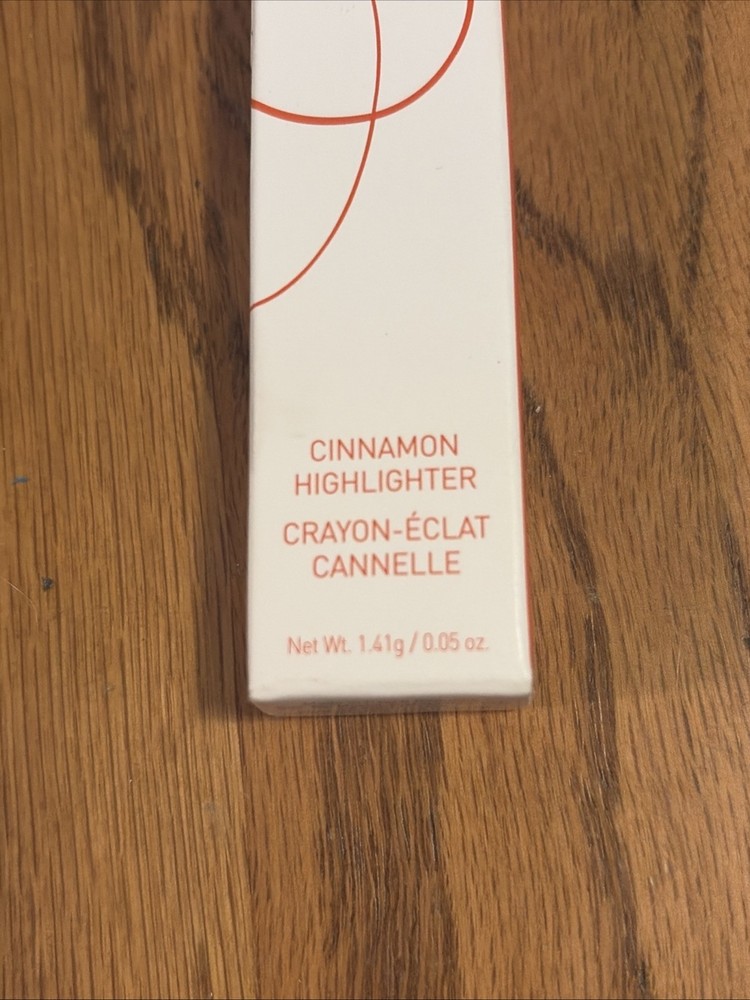 CINNAMON
HIGHLIGHTER
CRAYON-ÉCLAT
CANNELLE
Net Wt. 1.41g / 0.05 oz.